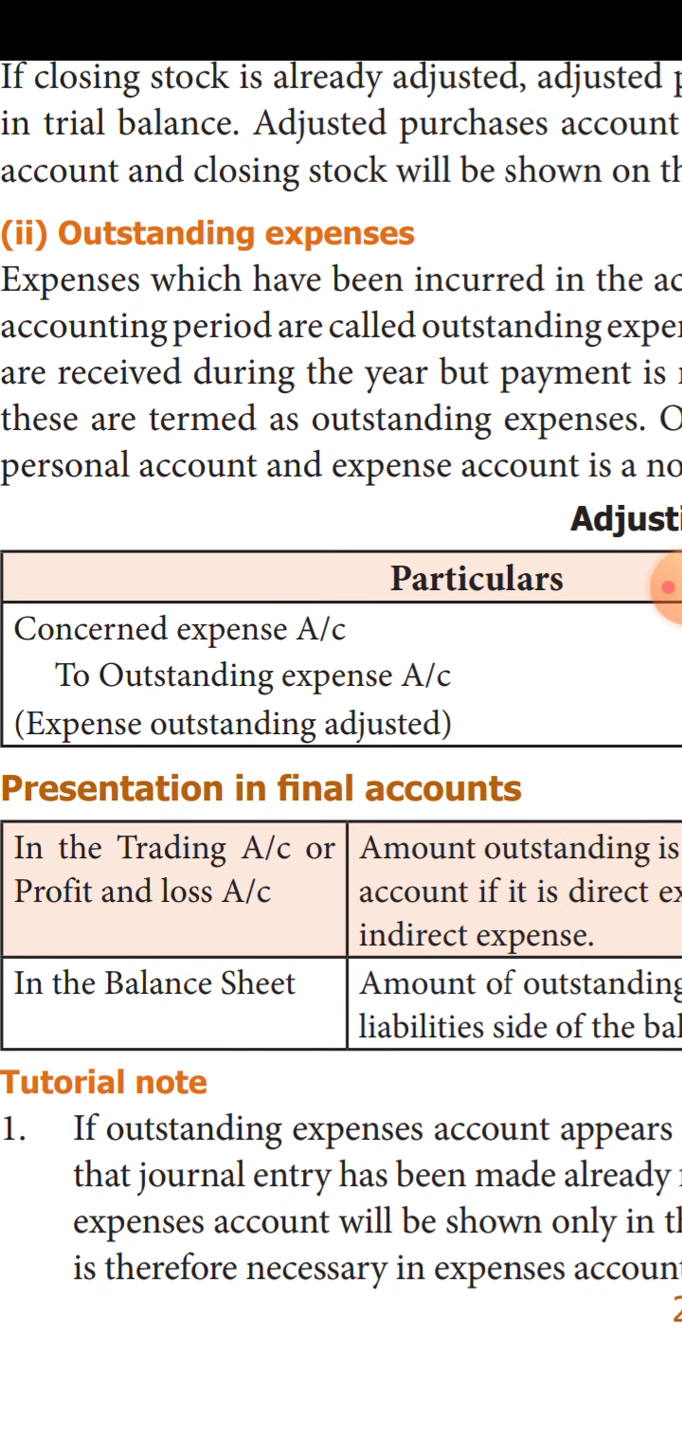 If closing stock is already adjusted, adjusted
in trial balance. Adjusted purchases account
account and closing stock will be shown on
(ii) Outstanding expenses
Expenses which have been incurred in the
accounting period are called outstanding
are received during the year but payment is
these are termed as outstanding expenses.
personal account and expense account is a
Particulars
Concerned expense A/c
To Outstanding expense A/c
(Expense outstanding adjusted)
Presentation in final accounts
In the Trading A/c or Profit and loss A/c
Amount outstanding is
account if it is direct
indirect expense.
In the Balance Sheet
Amount of outstanding
liabilities side of the
Tutorial note
1. If outstanding expenses account appears
that journal entry has been made already
expenses account will be shown only in
is therefore necessary in expenses account